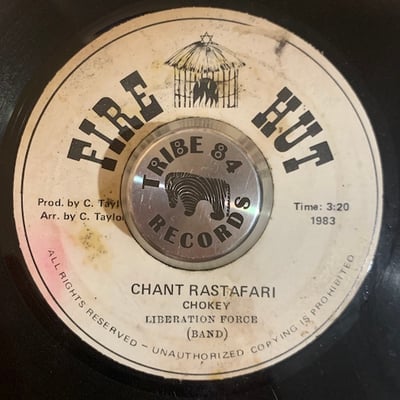 FIRE HUT
TRIBE 84
RECORDS
Prod. by C. Taylo
Arr. by C. Taylor
Time: 3:20
1983
CHANT RASTAFARI
CHOKEY
LIBERATION FORCE
(BAND)
ALL RIGHTS RESERVED – UNAUTHORIZED COPYING IS PROHIBITED